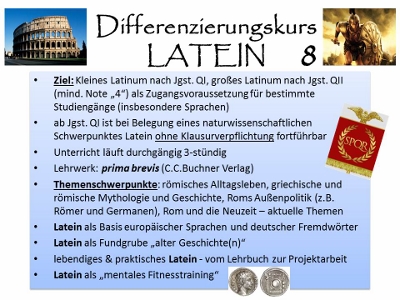 Differenzierungskurs
LATEIN 8
• Ziel: Kleines Latinum nach Jgst. QI, großes Latinum nach Jgst. QII
(mind. Note „4“) als Zugangsvoraussetzung für bestimmte
Studiengänge (insbesondere Sprachen)
• ab Jgst. QI ist bei Belegung eines naturwissenschaftlichen
Schwerpunktes Latein ohne Klausurverpflichtung fortführbar
• Unterricht läuft durchgängig 3-stündig
• Lehrwerk: prima brevis (C.C.Buchner Verlag)
• Themenschwerpunkte: römisches Alltagsleben, griechische und
römische Mythologie und Geschichte, Roms Außenpolitik (z.B.
Römer und Germanen), Rom und die Neuzeit – aktuelle Themen
• Latein als Basis europäischer Sprachen und deutscher Fremdwörter
• Latein als Fundgrube „alter Geschichte(n)“
• lebendiges & praktisches Latein - vom Lehrbuch zur Projektarbeit
• Latein als „mentales Fitnesstraining“
SPQR